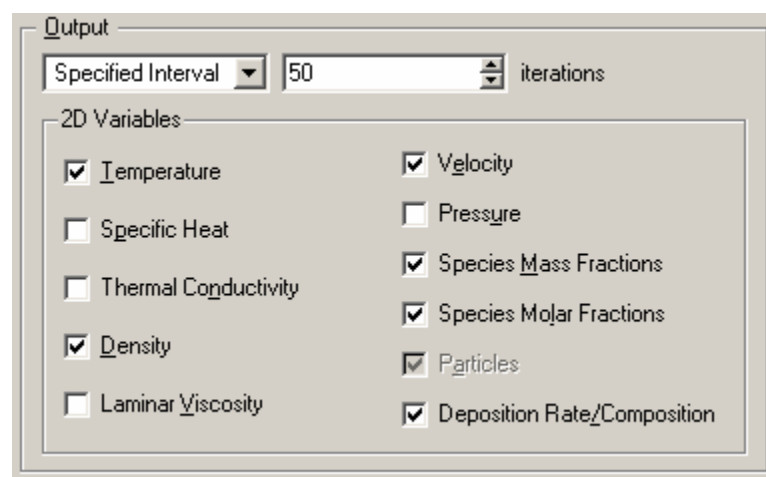 Output
Specified Interval 50 iterations
2D Variables
Temperature
Specific Heat
Thermal Conductivity
Density
Laminar Viscosity
Velocity
Pressure
Species Mass Fractions
Species Molar Fractions
Particles
Deposition Rate/Composition